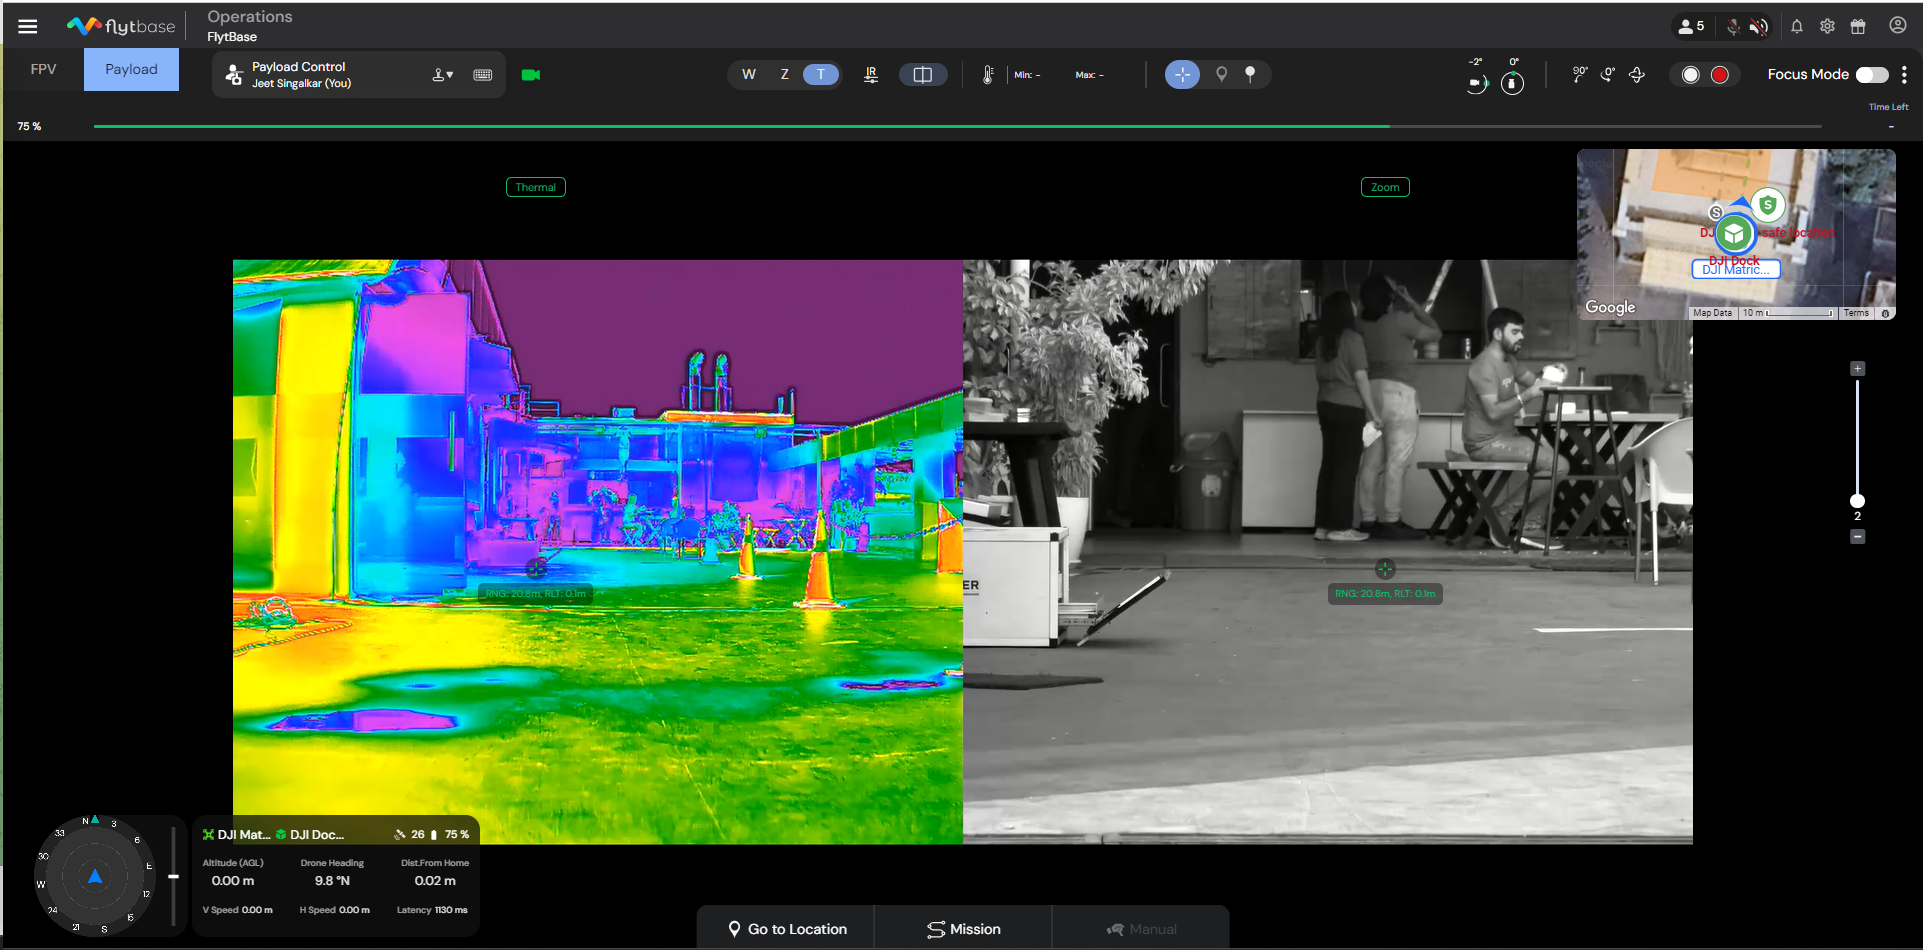 flytbase
Operations
FlytBase
5
FPV
Payload
Payload Control
Jeet Singalkar (You)
W
Z
T
IR
Min: -
Max: -
-2°
0°
90°
0°
Focus Mode
75 %
Time Left
-
Thermal
Zoom
S
S
DJ
safe location
DJI Dock
DJI Matric...
Google
Map Data
10 m
Terms
+
2
−
ER
RNG: 20.8m, RLT: 0.1m
RNG: 20.8m, RLT: 0.1m
N
3
6
E
12
15
S
21
24
W
30
33
DJI Mat...
DJI Doc...
26
75 %
Altitude (AGL)
Drone Heading
Dist.From Home
0.00 m
9.8 °N
0.02 m
V Speed 0.00 m
H Speed 0.00 m
Latency 1130 ms
Go to Location
Mission
Manual